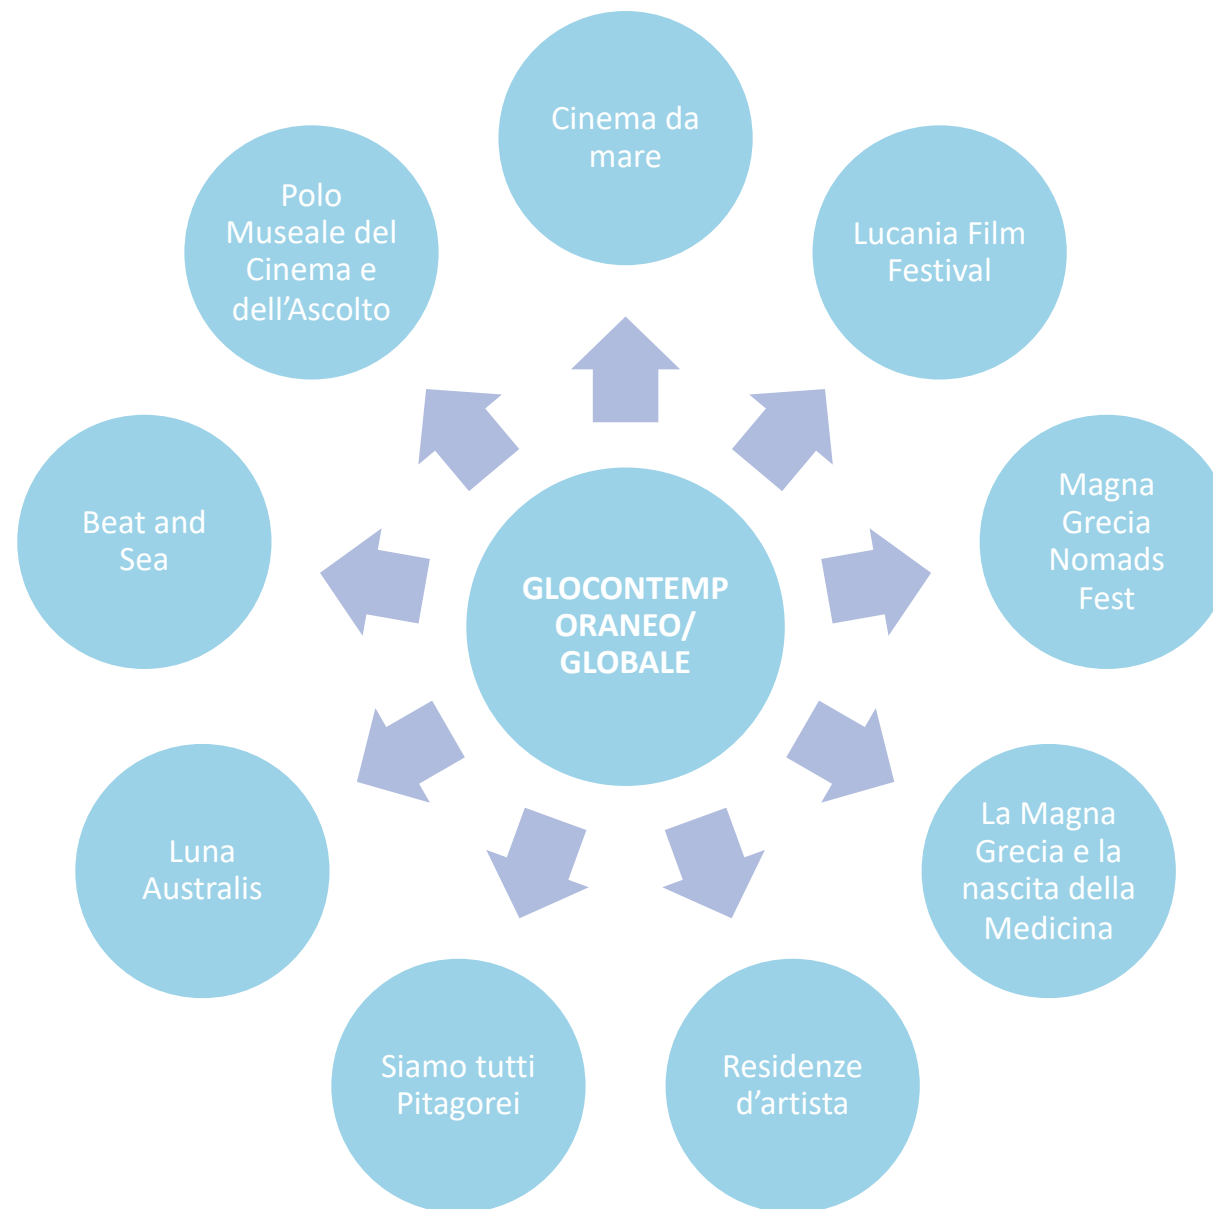 Cinema da
mare
Lucania Film
Festival
Magna
Grecia
Nomads
Fest
La Magna
Grecia e la
nascita della
Medicina
Residenze
d'artista
Siamo tutti
Pitagorei
Luna
Australis
Beat and
Sea
Polo
Museale del
Cinema e
dell'Ascolto
GLOCONTEMP
ORANEO/
GLOBALE